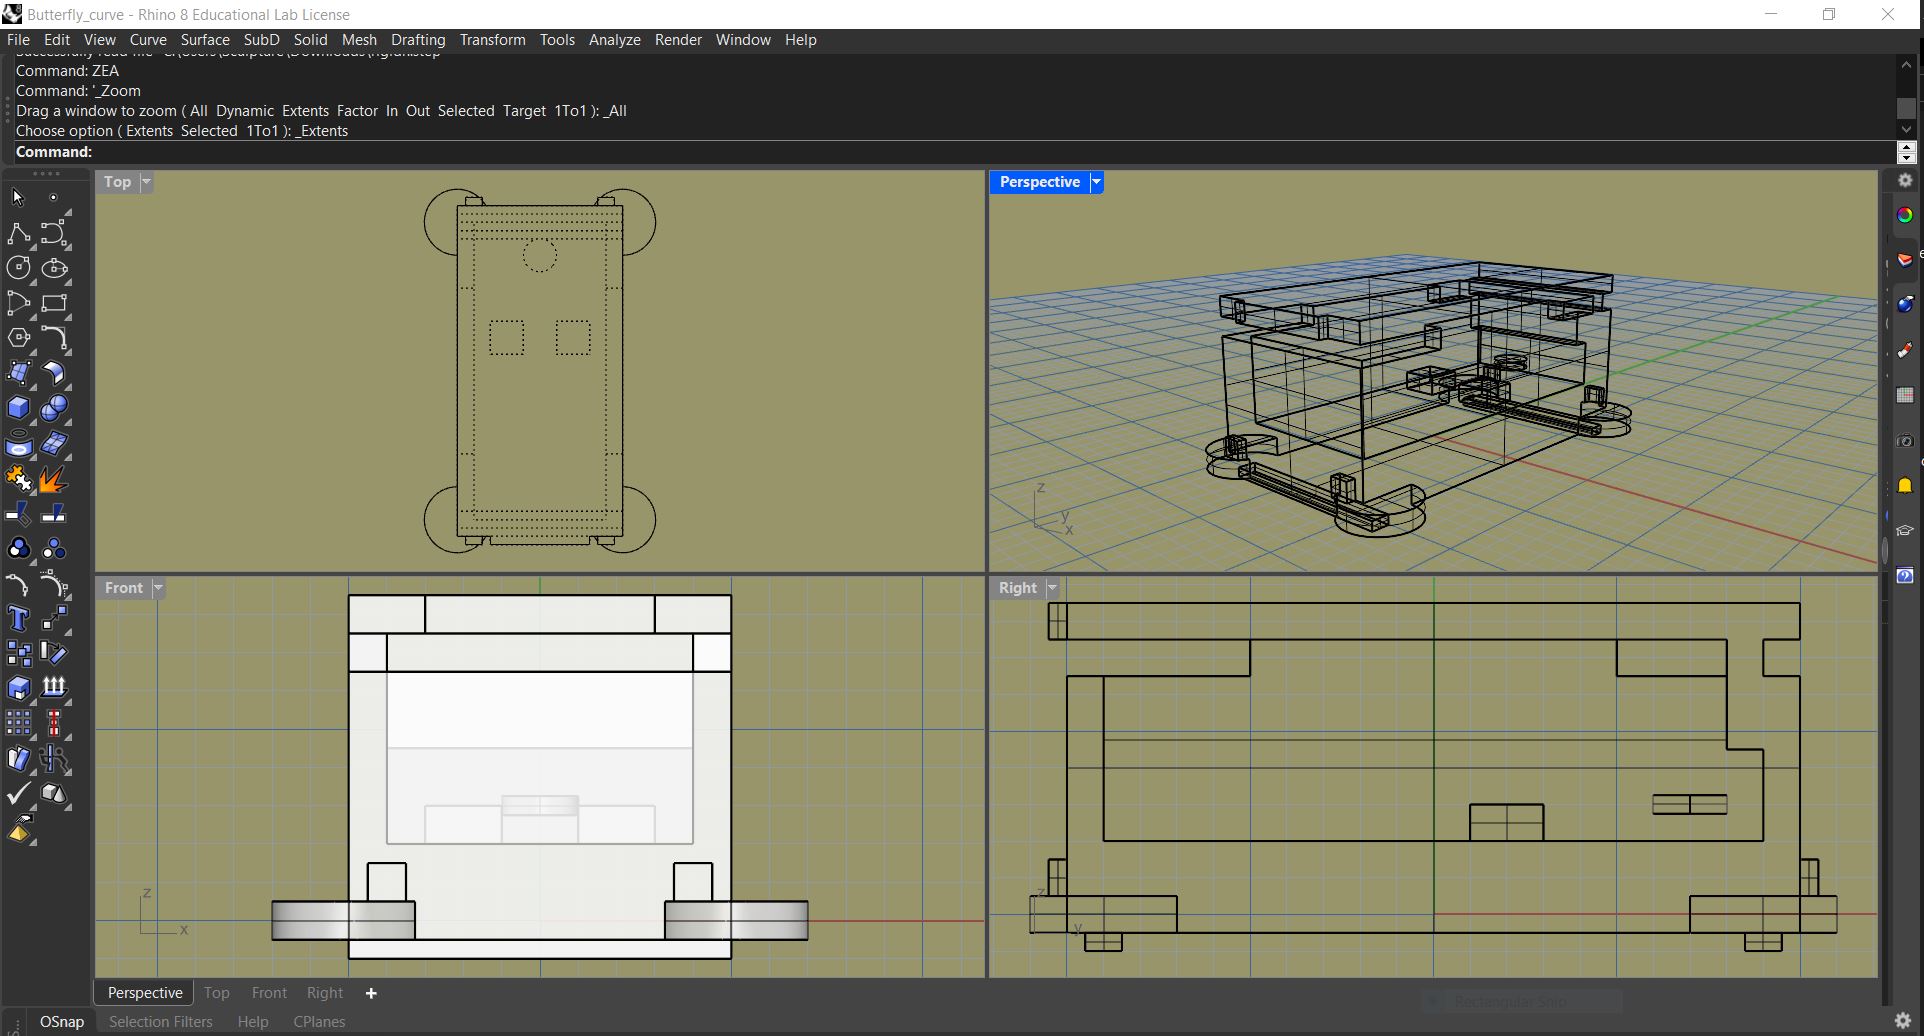 Butterfly_curve - Rhino 8 Educational Lab License
File Edit View Curve Surface SubD Solid Mesh Drafting Transform Tools Analyze Render Window Help
Command: ZEA
Command: '_Zoom
Drag a window to zoom ( All Dynamic Extents Factor In Out Selected Target 1To1 ): _All
Choose option ( Extents Selected 1To1 ): _Extents
Command:
Top
Perspective
z
y
x
Front
Right
z
x
z
y
Perspective Top Front Right +
Rectangular Snip
OSnap Selection Filters Help CPlanes